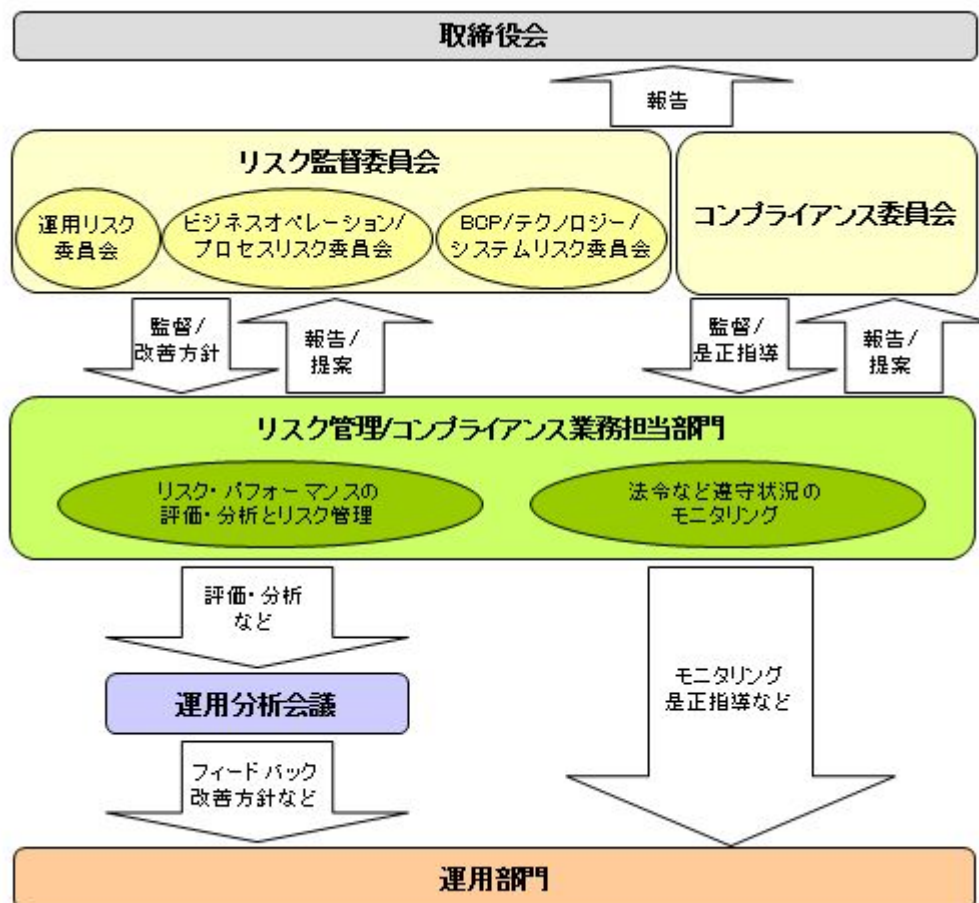 取締役会
報告
リスク監督委員会
運用リスク
委員会
ビジネスオペレーション/
プロセスリスク委員会
BCP/テクノロジー/
システムリスク委員会
コンプライアンス委員会
監督/
改善方針
報告/
提案
監督/
是正指導
報告/
提案
リスク管理/コンプライアンス業務担当部門
リスク・パフォーマンスの
評価・分析とリスク管理
法令など遵守状況の
モニタリング
評価・分析
など
運用分析会議
モニタリング
是正指導など
フィードバック
改善方針など
運用部門